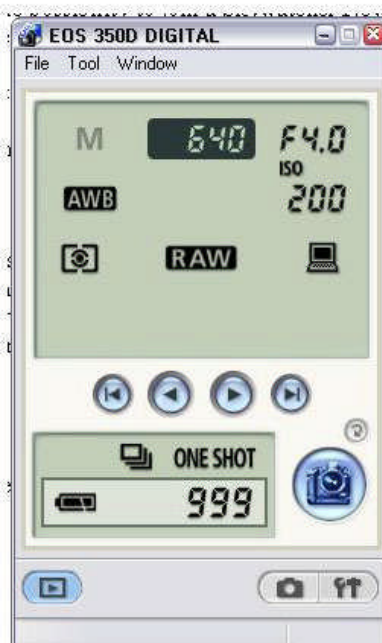 EOS 350D DIGITAL
File Tool Window
M 640 F4.0
ISO
AWB 200
RAW
ONE SHOT
999